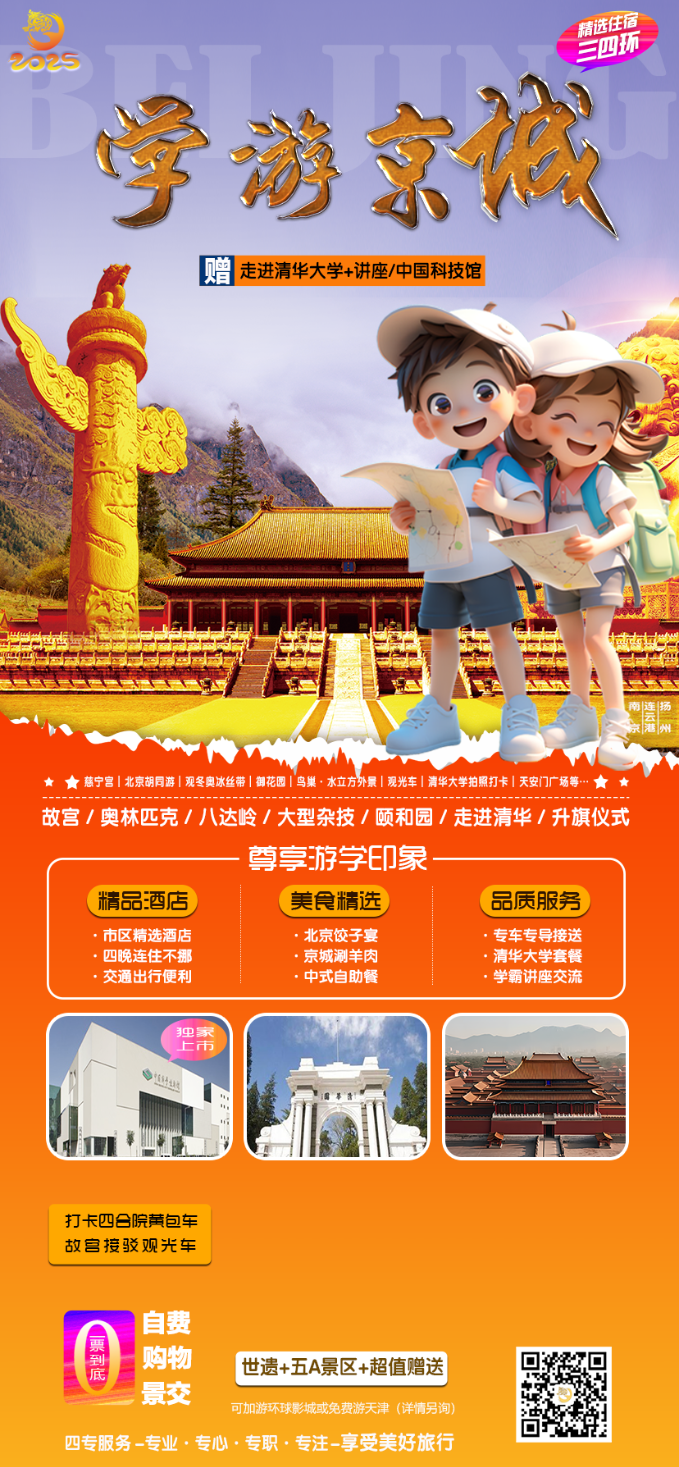 2025
BEIJING
精选住宿
三四环
学游京城
赠 走进清华大学+讲座/中国科技馆
南京 | 连云港 | 扬州
慈宁宫 | 北京胡同游 | 观冬奥冰丝带 | 御花园 | 鸟巢·水立方外景 | 观光车 | 清华大学拍照打卡 | 天安门广场等…
故宫 / 奥林匹克 / 八达岭 / 大型杂技 / 颐和园 / 走进清华 / 升旗仪式
尊享游学印象
精品酒店
· 市区精选酒店
· 四晚连住不挪
· 交通出行便利
美食精选
· 北京饺子宴
· 京城涮羊肉
· 中式自助餐
品质服务
· 专车专导接送
· 清华大学套餐
· 学霸讲座交流
独家
上市
清华园
打卡四合院黄包车
故宫接驳观光车
0
一票到底
自费
购物
景交
世遗+五A景区+超值赠送
可加游环球影城或免费游天津（详情另询）
四专服务-专业·专心·专职·专注-享受美好旅行